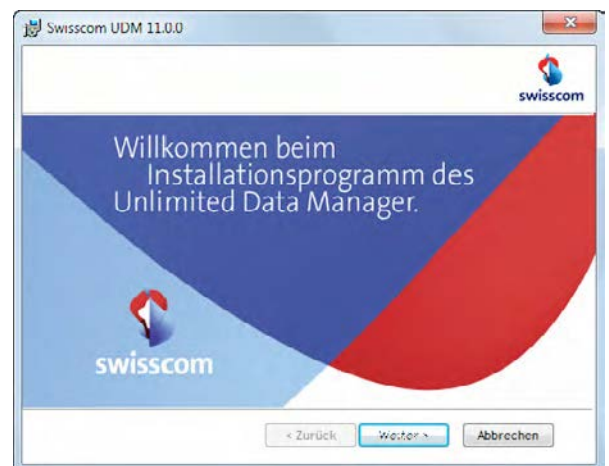 Swisscom UDM 11.0.0
swisscom
Willkommen beim
Installationsprogramm des
Unlimited Data Manager.
swisscom
< Zurück
Weiter >
Abbrechen